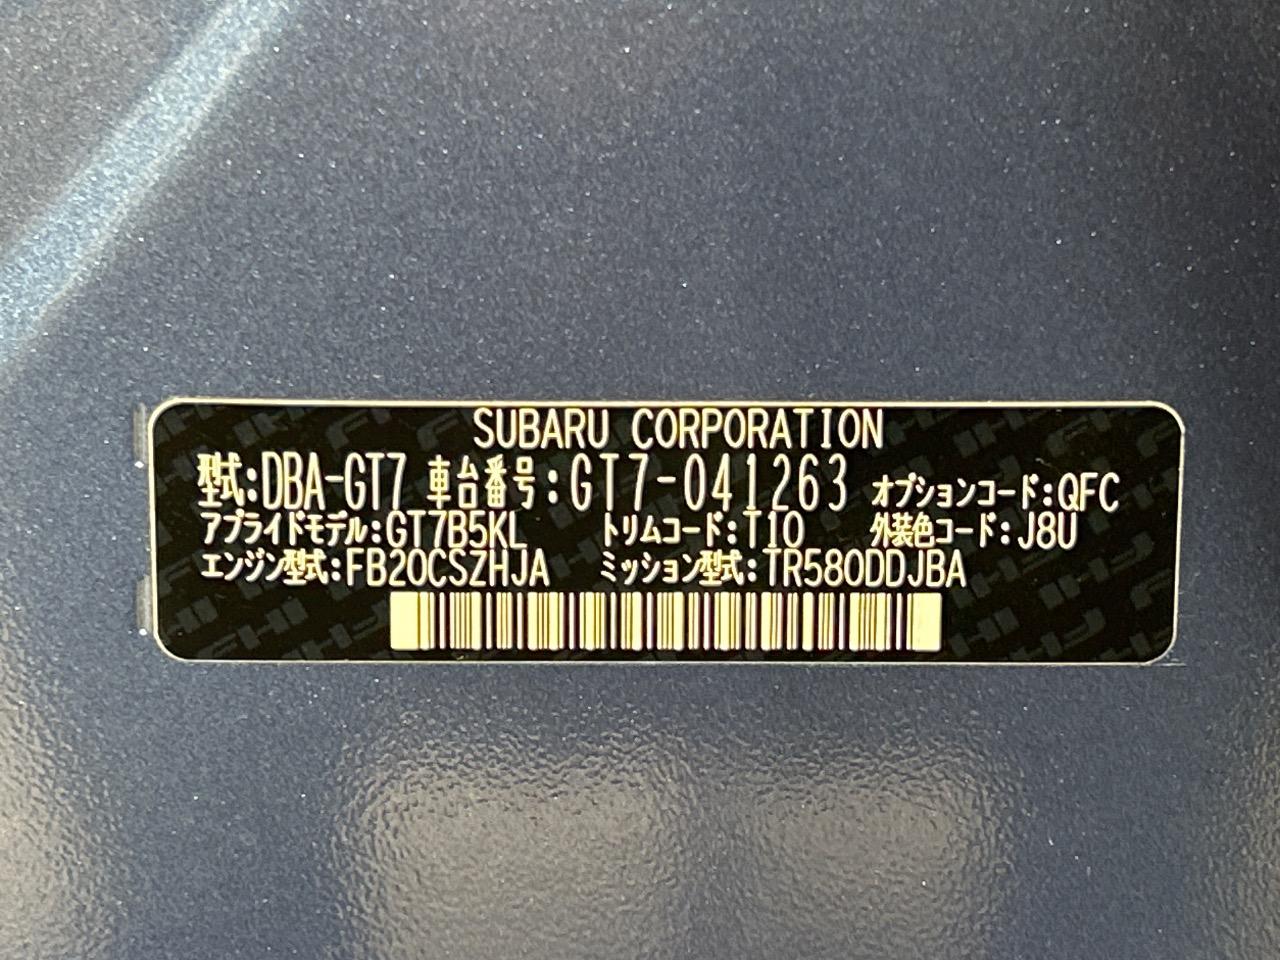 SUBARU CORPORATION
型式:DBA-GT7 車台番号:GT7-041263 オプションコード:QFC
アプライドモデル:GT7B5KL トリムコード:T10 外装色コード:J8U
エンジン型式:FB20CSZHJA ミッション型式:TR580DDJBA